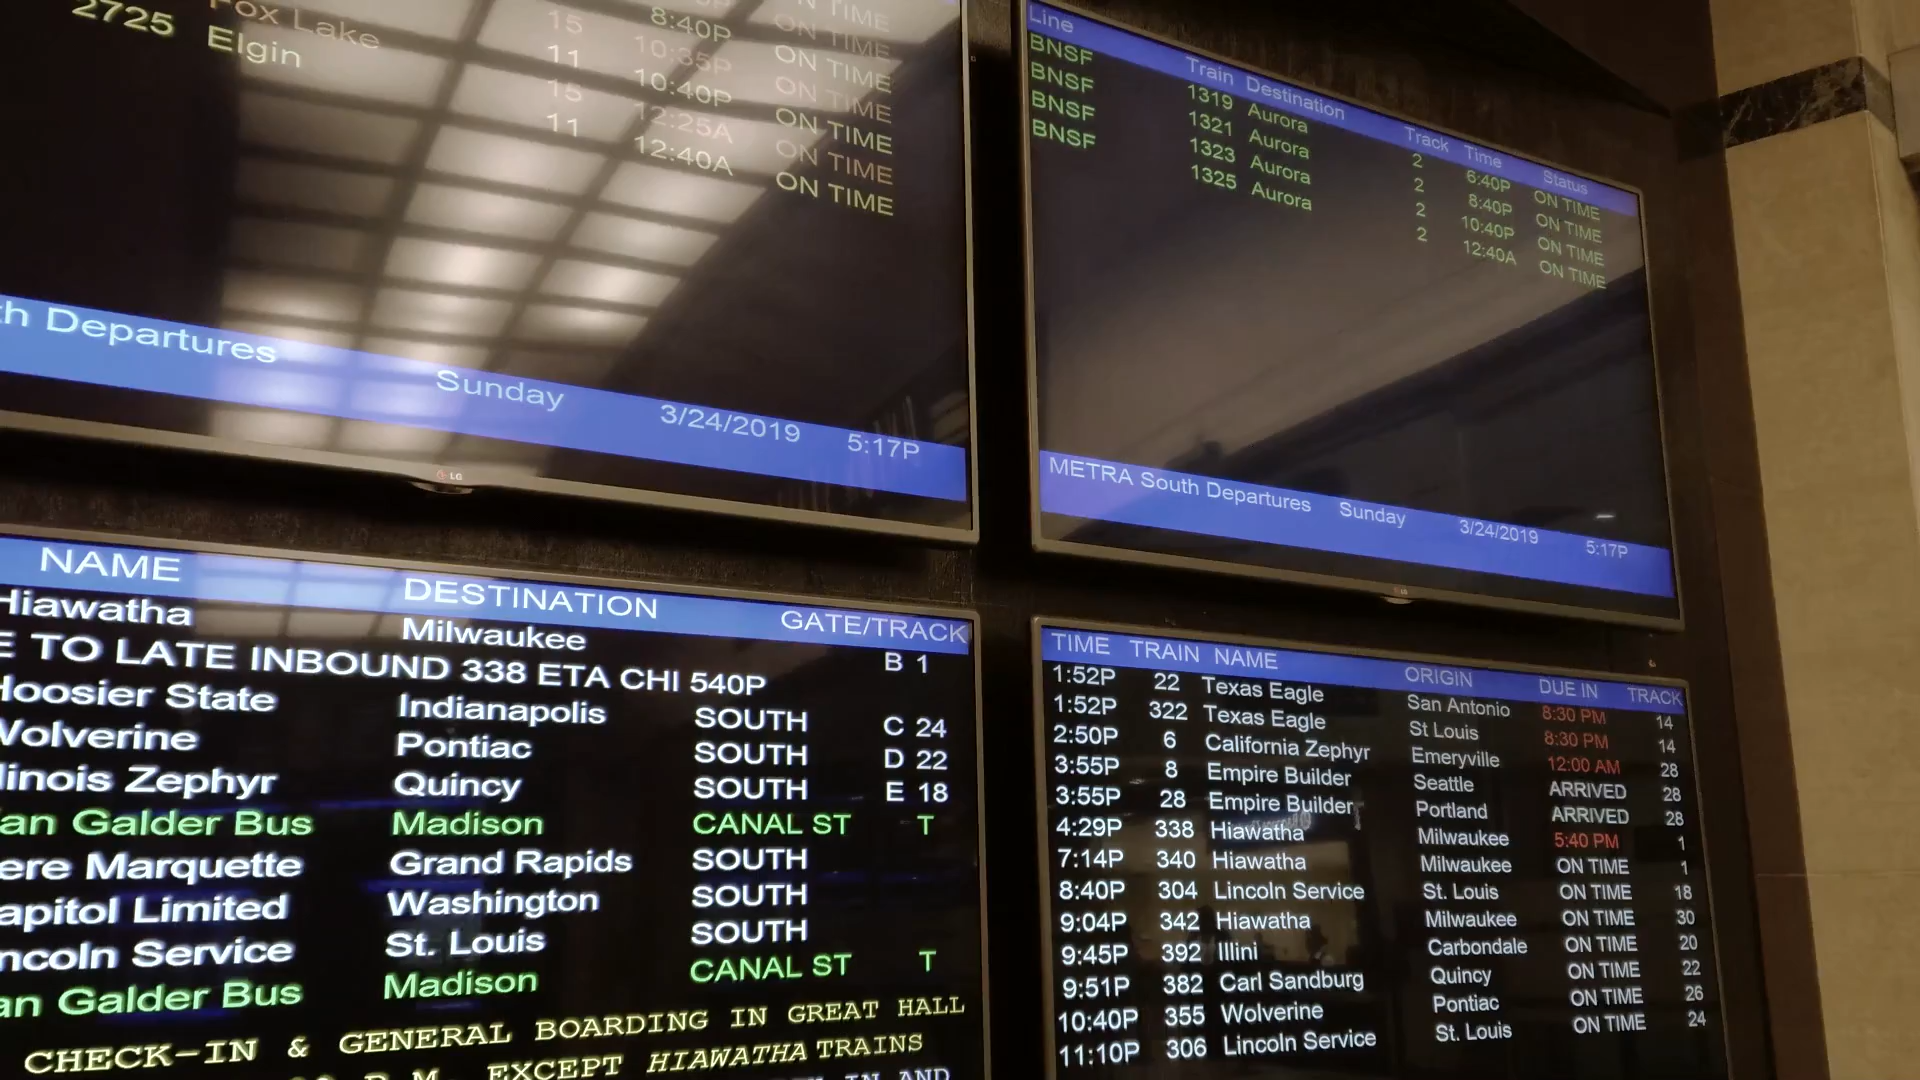 ON TIME
8:40P ON TIME
Fox Lake 15 10:35P ON TIME
2725 Elgin 11 10:40P ON TIME
15 12:25A ON TIME
11 12:40A ON TIME
th Departures Sunday 3/24/2019 5:17P
LG
Line Train Destination Track Time Status
BNSF 1319 Aurora 2 6:40P ON TIME
BNSF 1321 Aurora 2 8:40P ON TIME
BNSF 1323 Aurora 2 10:40P ON TIME
BNSF 1325 Aurora 2 12:40A ON TIME
METRA South Departures Sunday 3/24/2019 5:17P
LG
NAME DESTINATION GATE/TRACK
Hiawatha Milwaukee B 1
E TO LATE INBOUND 338 ETA CHI 540P
Hoosier State Indianapolis SOUTH C 24
Wolverine Pontiac SOUTH D 22
llinois Zephyr Quincy SOUTH E 18
an Galder Bus Madison CANAL ST T
ere Marquette Grand Rapids SOUTH
apitol Limited Washington SOUTH
ncoln Service St. Louis SOUTH
an Galder Bus Madison CANAL ST T
CHECK-IN & GENERAL BOARDING IN GREAT HALL
P.M. EXCEPT HIAWATHA TRAINS
IN AND
TIME TRAIN NAME ORIGIN DUE IN TRACK
1:52P 22 Texas Eagle San Antonio 8:30 PM 14
1:52P 322 Texas Eagle St Louis 8:30 PM 14
2:50P 6 California Zephyr Emeryville 12:00 AM 28
3:55P 8 Empire Builder Seattle ARRIVED 28
3:55P 28 Empire Builder Portland ARRIVED 28
4:29P 338 Hiawatha Milwaukee 5:40 PM 1
7:14P 340 Hiawatha Milwaukee ON TIME 1
8:40P 304 Lincoln Service St. Louis ON TIME 18
9:04P 342 Hiawatha Milwaukee ON TIME 30
9:45P 392 Illini Carbondale ON TIME 20
9:51P 382 Carl Sandburg Quincy ON TIME 22
10:40P 355 Wolverine Pontiac ON TIME 26
11:10P 306 Lincoln Service St. Louis ON TIME 24